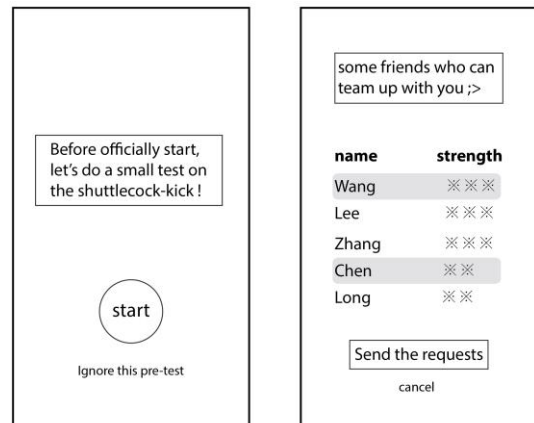 Before officially start,
let's do a small test on
the shuttlecock-kick !
start
Ignore this pre-test
some friends who can
team up with you ;>
name strength
Wang ※※※
Lee ※※※
Zhang ※※※
Chen ※※
Long ※※
Send the requests
cancel